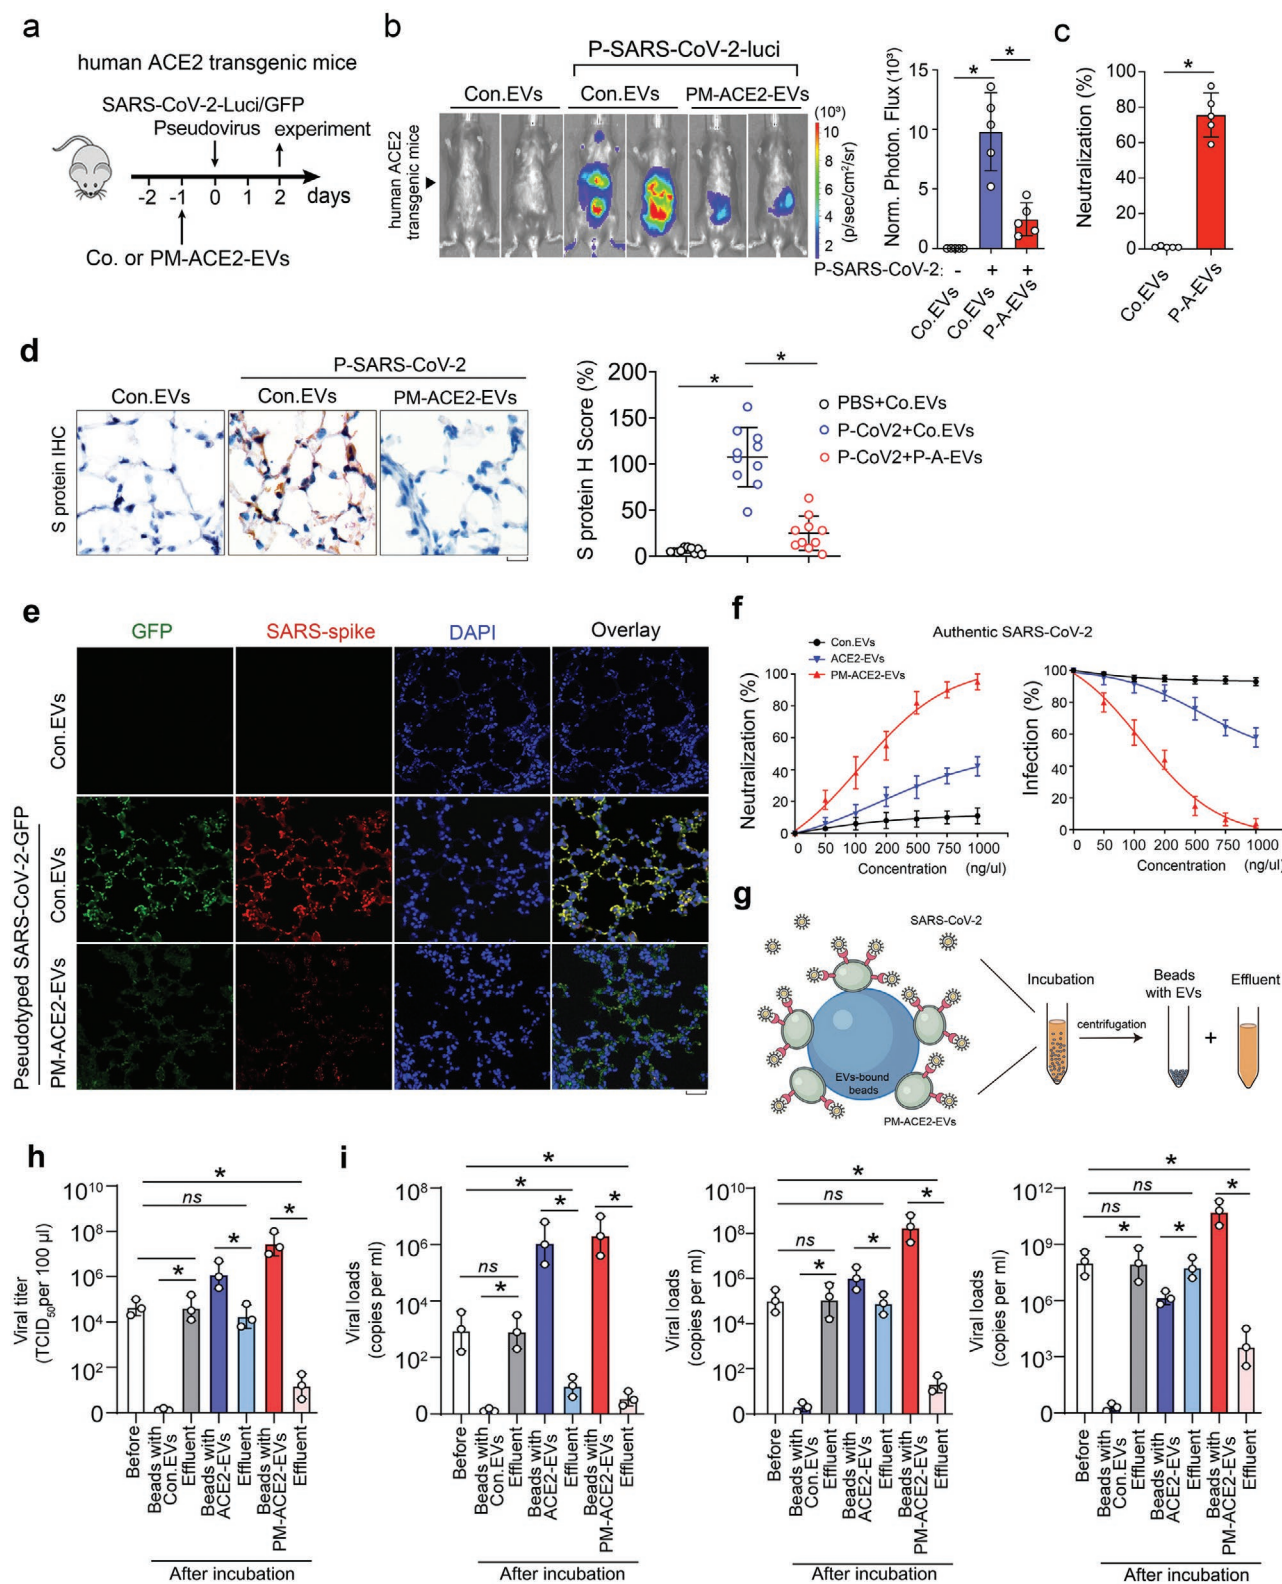 a
human ACE2 transgenic mice
SARS-CoV-2-Luci/GFP
Pseudovirus experiment
-2 -1 0 1 2 days
Co. or PM-ACE2-EVs
b
P-SARS-CoV-2-luci
Con.EVs Con.EVs PM-ACE2-EVs
human ACE2
transgenic mice
(10³)
10
8
6
4
2
(p/sec/cm²/sr)
Norm. Photon. Flux (10³)
15
10
5
0
P-SARS-CoV-2: - + +
Co.EVs Co.EVs P-A-EVs
* *
c
Neutralization (%)
100
80
60
40
20
0
*
Co.EVs P-A-EVs
d
P-SARS-CoV-2
Con.EVs Con.EVs PM-ACE2-EVs
S protein IHC
S protein H Score (%)
200
150
100
50
0
* *
PBS+Co.EVs
P-CoV2+Co.EVs
P-CoV2+P-A-EVs
e
GFP SARS-spike DAPI Overlay
Con.EVs
Con.EVs
PM-ACE2-EVs
Pseudotyped SARS-CoV-2-GFP
f
Authentic SARS-CoV-2
Con.EVs
ACE2-EVs
PM-ACE2-EVs
Neutralization (%)
100
80
60
40
20
0
0 50 100 200 500 750 1000
Concentration (ng/ul)
Infection (%)
100
80
60
40
20
0
0 50 100 200 500 750 1000
Concentration (ng/ul)
g
SARS-CoV-2
EVs-bound
beads
PM-ACE2-EVs
Incubation
centrifugation
Beads
with EVs
+
Effluent
h
Viral titer
(TCID₅₀per 100 µl)
10¹⁰
10⁸
10⁶
10⁴
10²
0
*
ns
* * *
Before
Beads with
Con.EVs
Effluent
Beads with
ACE2-EVs
Effluent
Beads with
PM-ACE2-EVs
Effluent
After incubation
i
Viral loads
(copies per ml)
10⁸
10⁶
10⁴
10²
0
*
*
* *
ns
*
Before
Beads with
Con.EVs
Effluent
Beads with
ACE2-EVs
Effluent
Beads with
PM-ACE2-EVs
Effluent
After incubation
Viral loads
(copies per ml)
10¹⁰
10⁸
10⁶
10⁴
10²
0
*
ns
*
ns
* *
Before
Beads with
Con.EVs
Effluent
Beads with
ACE2-EVs
Effluent
Beads with
PM-ACE2-EVs
Effluent
After incubation
Viral loads
(copies per ml)
10¹²
10⁹
10⁶
10³
0
*
ns
ns
* * *
Before
Beads with
Con.EVs
Effluent
Beads with
ACE2-EVs
Effluent
Beads with
PM-ACE2-EVs
Effluent
After incubation